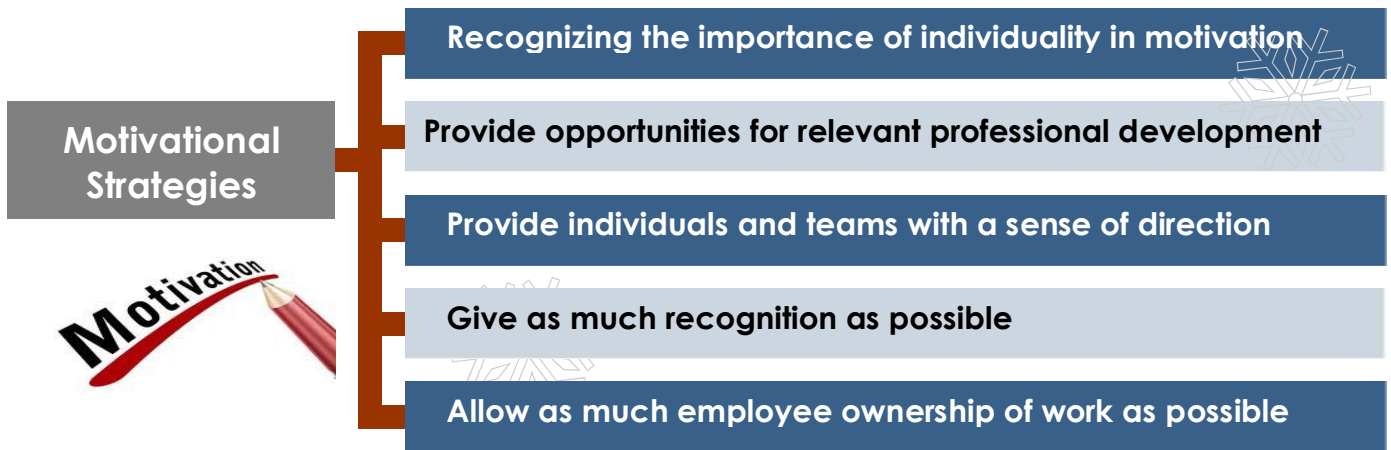 Recognizing the importance of individuality in motivation
Motivational
Strategies
Provide opportunities for relevant professional development
Provide individuals and teams with a sense of direction
Motivation
Give as much recognition as possible
Allow as much employee ownership of work as possible